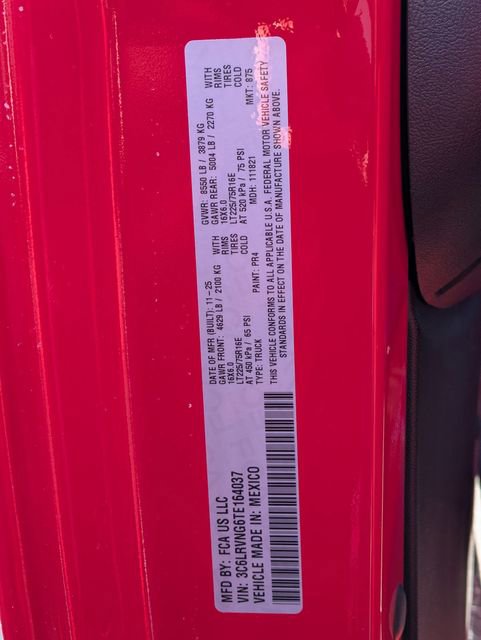 MFD BY: FCA US LLC
DATE OF MFR (BUILT): 11-25 GVWR: 8550 LB / 3879 KG
GAWR FRONT: 4629 LB / 2100 KG WITH GAWR REAR: 5004 LB / 2270 KG WITH
16X6.0 RIMS 16X6.0 RIMS
LT225/75R16E TIRES LT225/75R16E TIRES
AT 450 kPa / 65 PSI COLD AT 520 kPa / 75 PSI COLD
VIN: 3C6LRVNG6TE164037
TYPE: TRUCK PAINT: PR4 MDH: 111821 MKT: 875
VEHICLE MADE IN: MEXICO
THIS VEHICLE CONFORMS TO ALL APPLICABLE U.S.A. FEDERAL MOTOR VEHICLE SAFETY
STANDARDS IN EFFECT ON THE DATE OF MANUFACTURE SHOWN ABOVE.